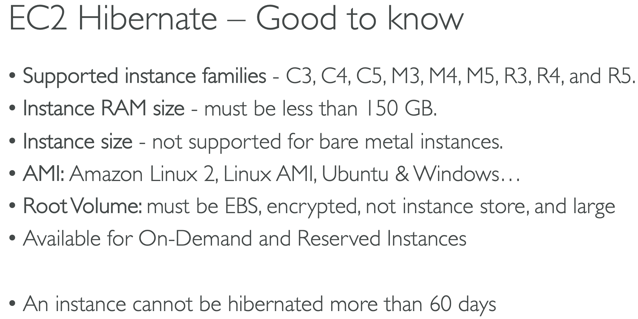 EC2 Hibernate – Good to know
• Supported instance families - C3, C4, C5, M3, M4, M5, R3, R4, and R5.
• Instance RAM size - must be less than 150 GB.
• Instance size - not supported for bare metal instances.
• AMI: Amazon Linux 2, Linux AMI, Ubuntu & Windows…
• Root Volume: must be EBS, encrypted, not instance store, and large
• Available for On-Demand and Reserved Instances
• An instance cannot be hibernated more than 60 days